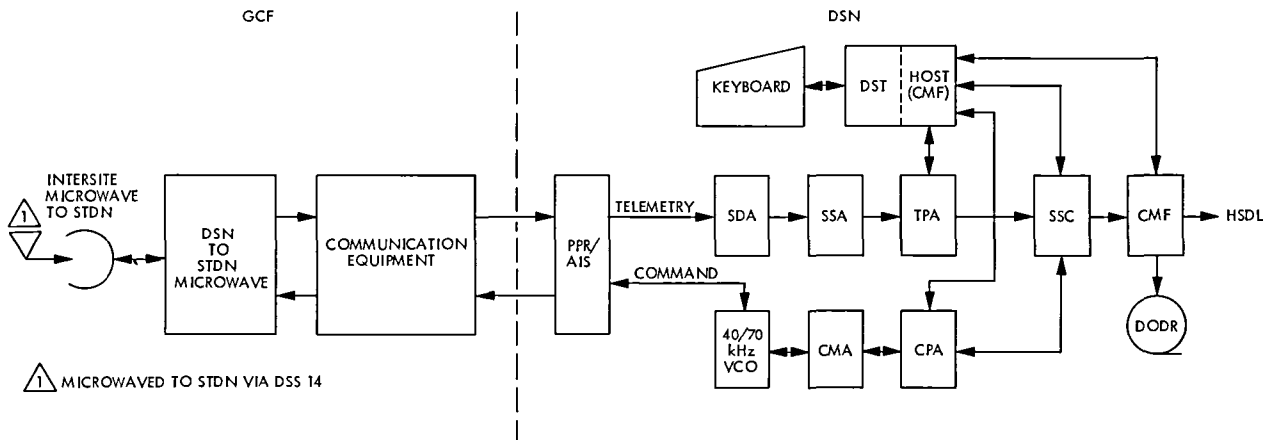 GCF
DSN
KEYBOARD
DST
HOST
(CMF)
INTERSITE
MICROWAVE
TO STDN
1
DSN
TO
STDN
MICROWAVE
COMMUNICATION
EQUIPMENT
PPR/
AIS
TELEMETRY
COMMAND
SDA
SSA
TPA
SSC
CMF
HSDL
40/70
kHz
VCO
CMA
CPA
DODR
1 MICROWAVED TO STDN VIA DSS 14